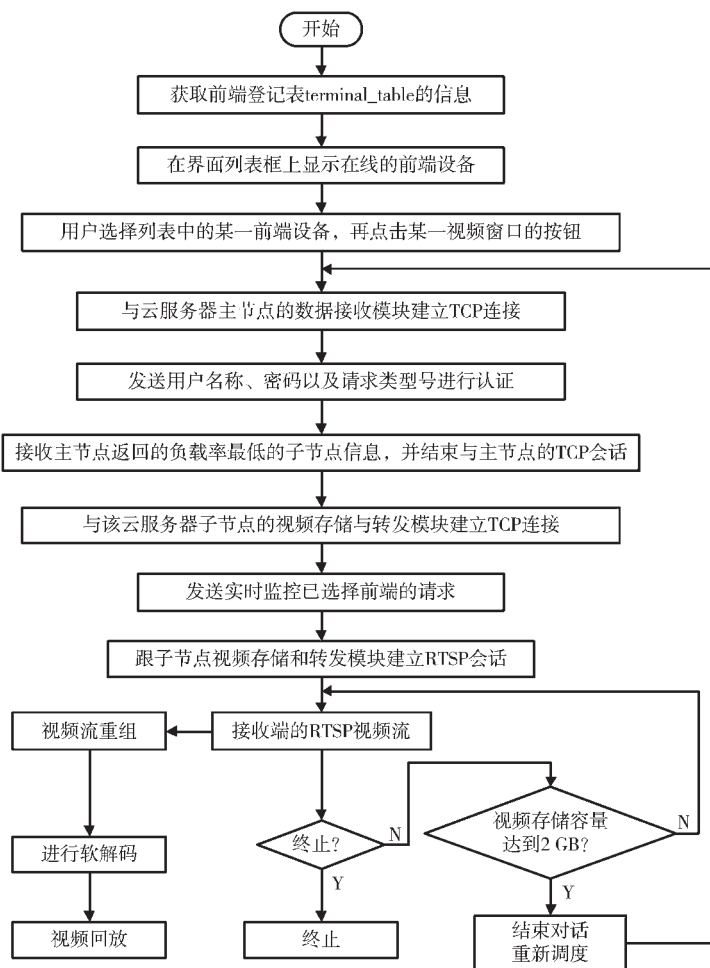 开始
获取前端登记表terminal_table的信息
在界面列表框上显示在线的前端设备
用户选择列表中的某一前端设备，再点击某一视频窗口的按钮
与云服务器主节点的数据接收模块建立TCP连接
发送用户名称、密码以及请求类型号进行认证
接收主节点返回的负载率最低的子节点信息，并结束与主节点的TCP会话
与该云服务器子节点的视频存储与转发模块建立TCP连接
发送实时监控已选择前端的请求
跟子节点视频存储和转发模块建立RTSP会话
视频流重组
接收端的RTSP视频流
进行软解码
终止?
N
视频存储容量
达到2 GB?
N
Y
Y
视频回放
终止
结束对话
重新调度